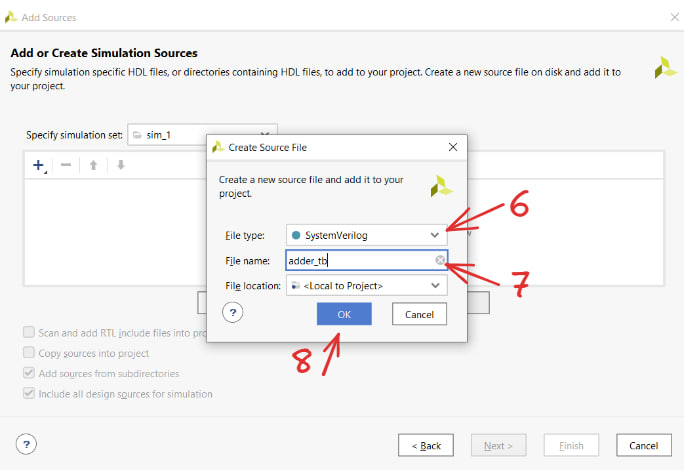 Add Sources
Add or Create Simulation Sources
Specify simulation specific HDL files, or directories containing HDL files, to add to your project. Create a new source file on disk and add it to
your project.
Specify simulation set: sim_1
Create Source File
Create a new source file and add it to your
project.
File type: SystemVerilog
6
File name: adder_tb
7
File location: <Local to Project>
? OK Cancel
8
Scan and add RTL include files into pro
Copy sources into project
Add sources from subdirectories
Include all design sources for simulation
? < Back Next > Finish Cancel